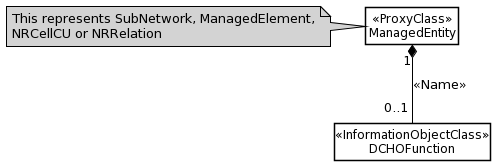 This represents SubNetwork, ManagedElement,
NRCellCU or NRRelation
«ProxyClass»
ManagedEntity
1
«Name»
0..1
«InformationObjectClass»
DCHOFunction